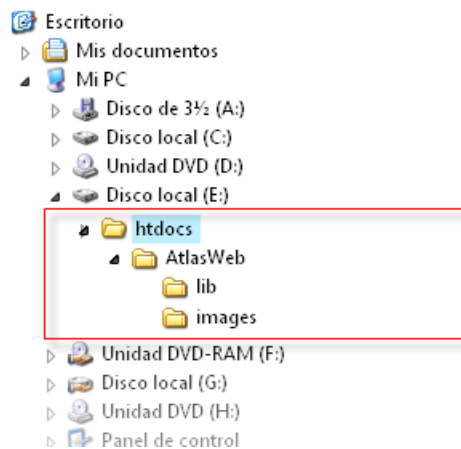 Escritorio
Mis documentos
Mi PC
Disco de 3½ (A:)
Disco local (C:)
Unidad DVD (D:)
Disco local (E:)
htdocs
AtlasWeb
lib
images
Unidad DVD-RAM (F:)
Disco local (G:)
Unidad DVD (H:)
Panel de control